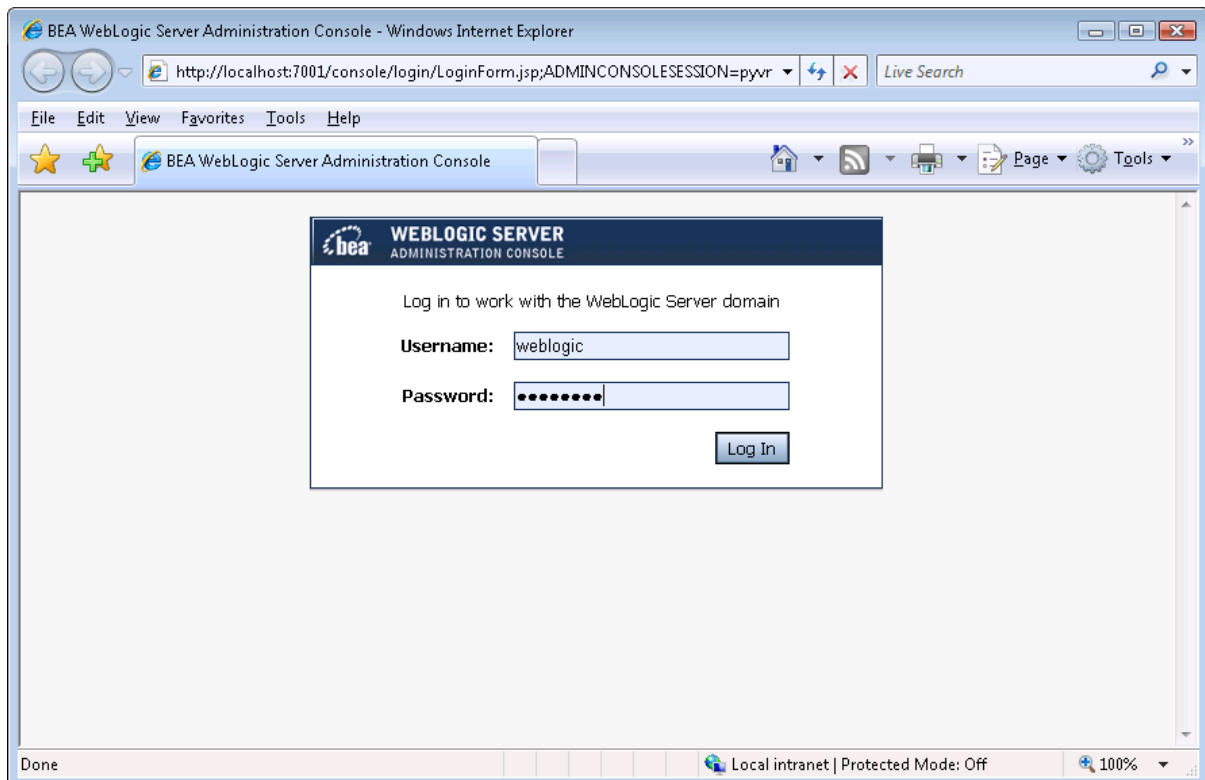 BEA WebLogic Server Administration Console - Windows Internet Explorer
http://localhost:7001/console/login/LoginForm.jsp;ADMINCONSOLESESSION=pyvr
Live Search
File Edit View Favorites Tools Help
BEA WebLogic Server Administration Console
Page Tools
bea WEBLOGIC SERVER
ADMINISTRATION CONSOLE
Log in to work with the WebLogic Server domain
Username: weblogic
Password: ●●●●●●●●
Log In
Done Local intranet | Protected Mode: Off 100%